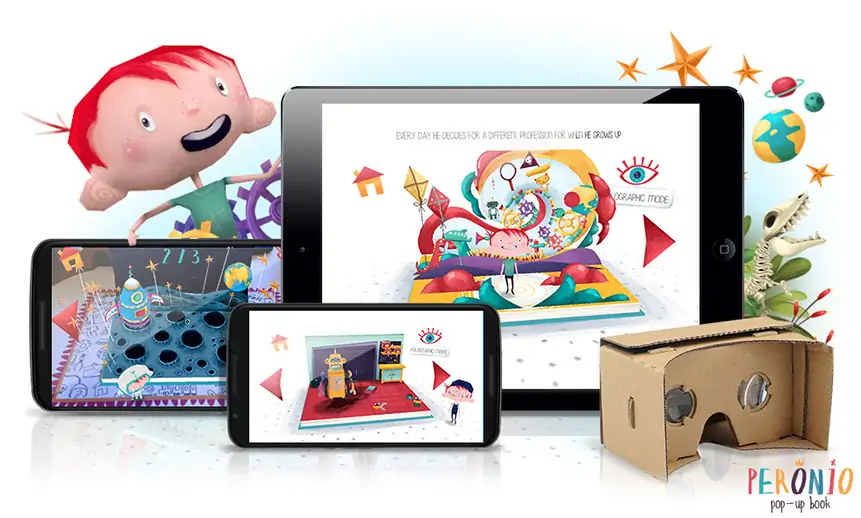 EVERY DAY HE DECIDES FOR A DIFFERENT PROFESSION FOR WHEN HE GROWS UP
OGRAPHIC MODE
2/3
HOLOGRAPHIC MODE
PERONIO
pop-up book